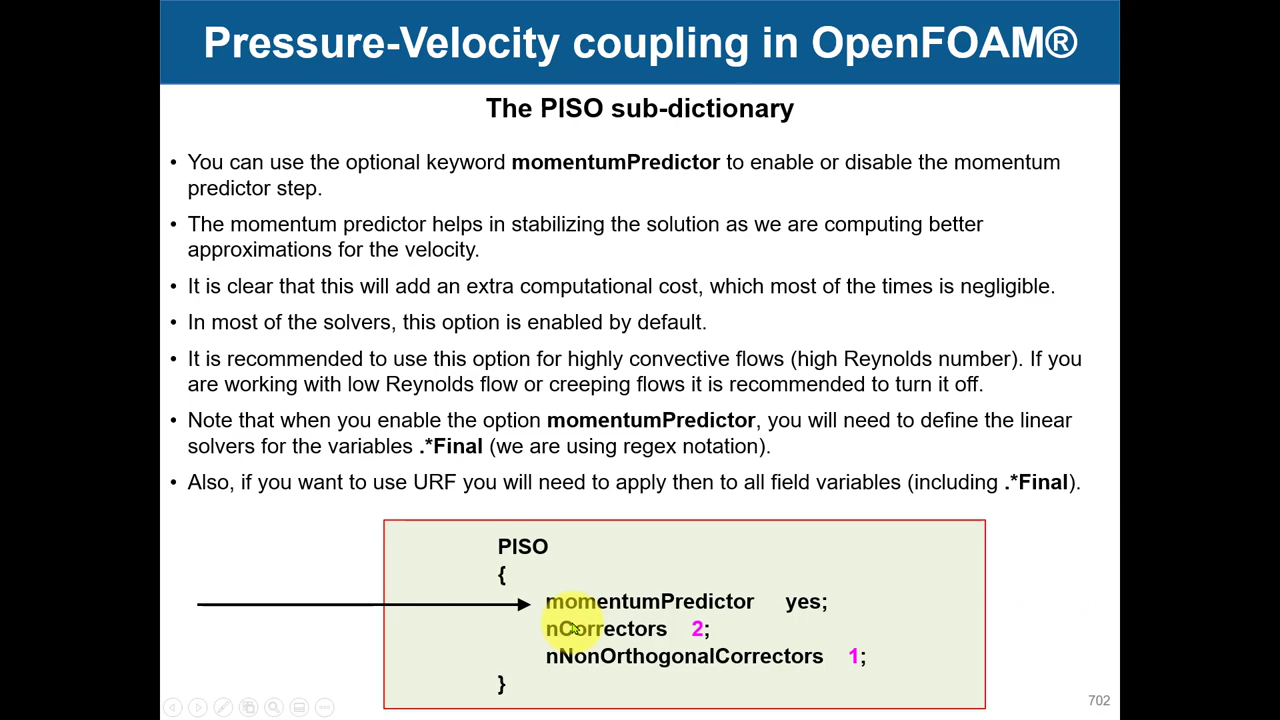 Pressure-Velocity coupling in OpenFOAM®
The PISO sub-dictionary
• You can use the optional keyword momentumPredictor to enable or disable the momentum
predictor step.
• The momentum predictor helps in stabilizing the solution as we are computing better
approximations for the velocity.
• It is clear that this will add an extra computational cost, which most of the times is negligible.
• In most of the solvers, this option is enabled by default.
• It is recommended to use this option for highly convective flows (high Reynolds number). If you
are working with low Reynolds flow or creeping flows it is recommended to turn it off.
• Note that when you enable the option momentumPredictor, you will need to define the linear
solvers for the variables .*Final (we are using regex notation).
• Also, if you want to use URF you will need to apply then to all field variables (including .*Final).
PISO
{
momentumPredictor yes;
nCorrectors 2;
nNonOrthogonalCorrectors 1;
}
702